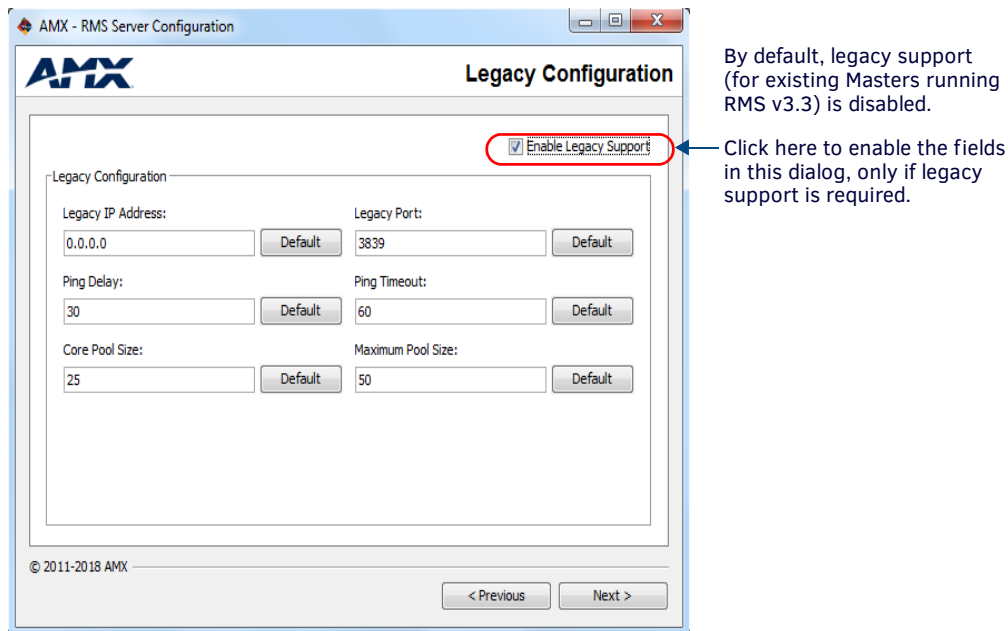 AMX - RMS Server Configuration
AMX
Legacy Configuration
Enable Legacy Support
By default, legacy support
(for existing Masters running
RMS v3.3) is disabled.
Click here to enable the fields
in this dialog, only if legacy
support is required.
Legacy Configuration
Legacy IP Address:
Legacy Port:
0.0.0.0
Default
3839
Default
Ping Delay:
Ping Timeout:
30
Default
60
Default
Core Pool Size:
Maximum Pool Size:
25
Default
50
Default
© 2011-2018 AMX
< Previous
Next >